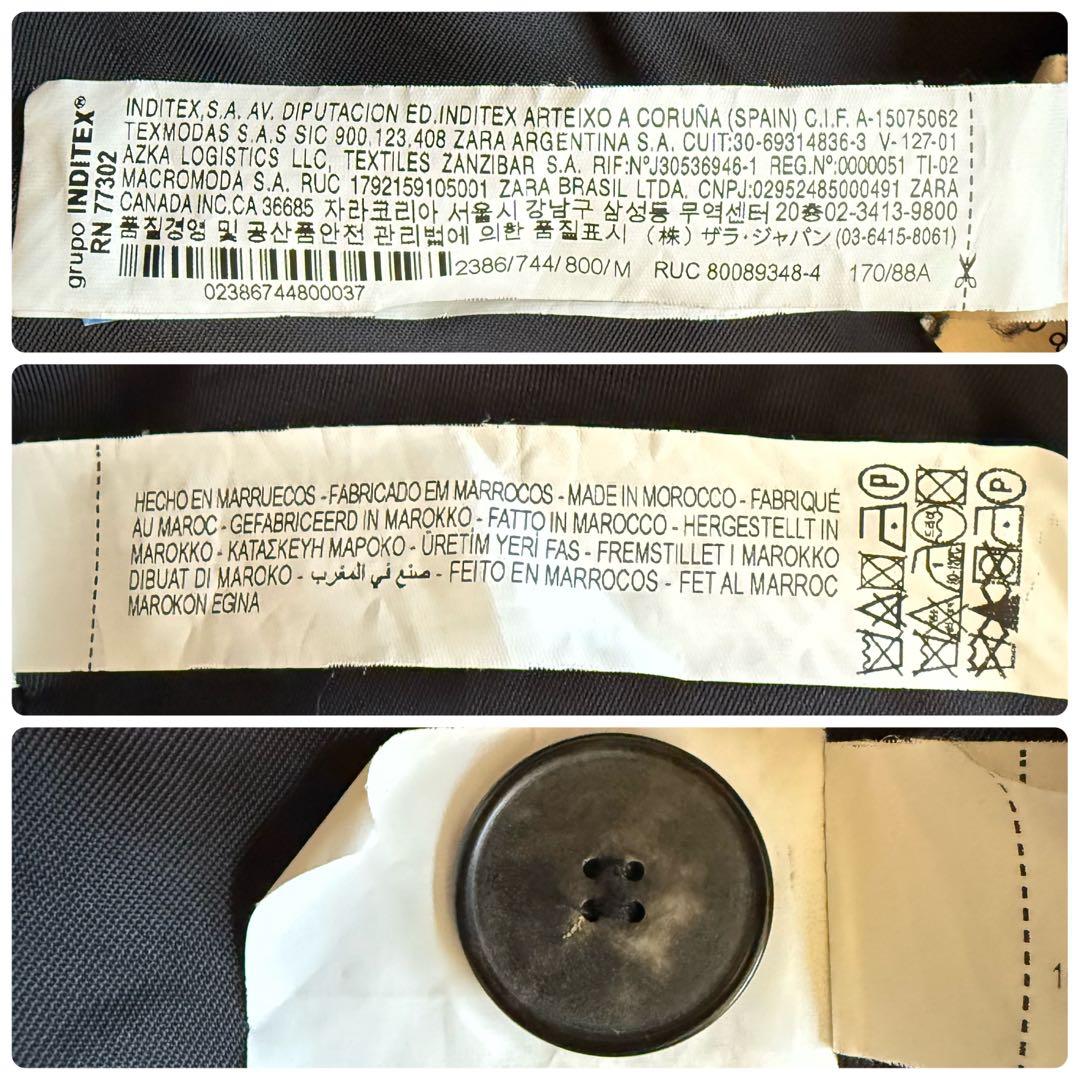 grupo INDITEX®
RN 77302
INDITEX,S.A. AV. DIPUTACION ED.INDITEX ARTEIXO A CORUÑA (SPAIN) C.I.F. A-15075062
TEXMODAS S.A.S SIC 900.123.408 ZARA ARGENTINA S.A. CUIT:30-69314836-3 V-127-01
AZKA LOGISTICS LLC, TEXTILES ZANZIBAR S.A. RIF:NºJ30536946-1 REG.Nº:0000051 TI-02
MACROMODA S.A. RUC 1792159105001 ZARA BRASIL LTDA. CNPJ:02952485000491 ZARA
CANADA INC.CA 36685 자라코리아 서울시 강남구 삼성동 무역센터 20층02-3413-9800
품질경영 및 공산품안전 관리법에 의한 품질표시 (株) ザラ・ジャパン (03-6415-8061)
2386/744/800/M RUC 80089348-4 170/88A
02386744800037
HECHO EN MARRUECOS - FABRICADO EM MARROCOS - MADE IN MOROCCO - FABRIQUÉ
AU MAROC - GEFABRICEERD IN MAROKKO - FATTO IN MAROCCO - HERGESTELLT IN
MAROKKO - ΚΑΤΑΣΚΕΥΗ ΜΑΡΟΚΟ - ÜRETİM YERİ FAS - FREMSTILLET I MAROKKO
DIBUAT DI MAROKO - صنع في المغرب - FEITO EN MARROCOS - FET AL MARROC
MAROKON EGINA
P
P
1